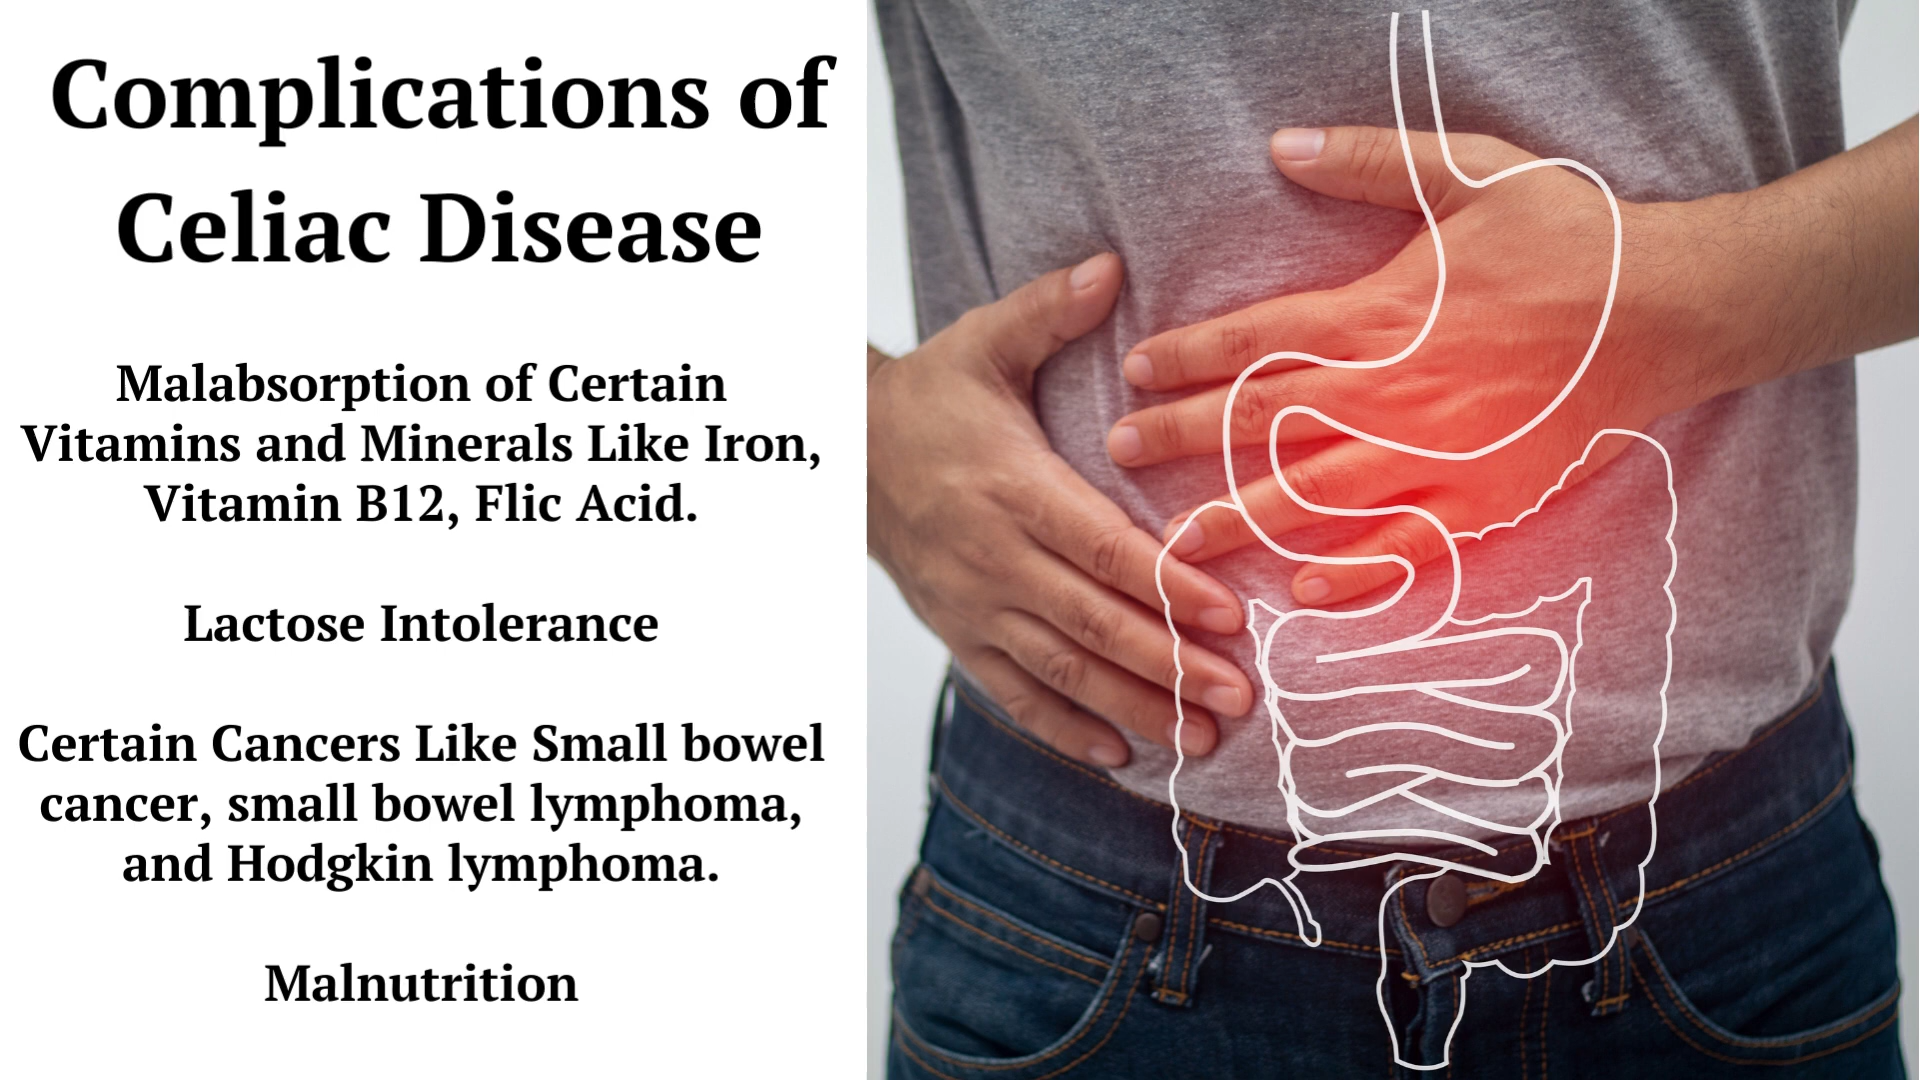 Complications of
Celiac Disease
Malabsorption of Certain
Vitamins and Minerals Like Iron,
Vitamin B12, Flic Acid.
Lactose Intolerance
Certain Cancers Like Small bowel
cancer, small bowel lymphoma,
and Hodgkin lymphoma.
Malnutrition